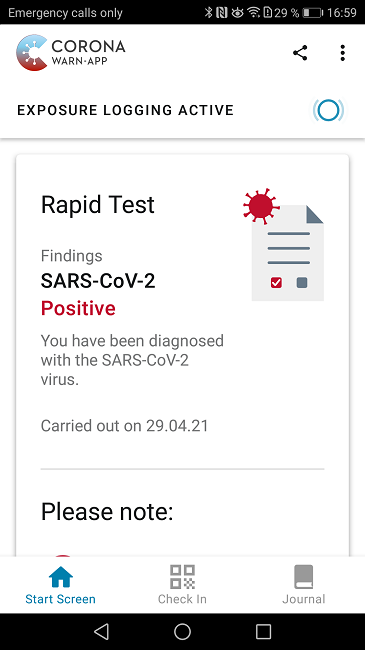 Emergency calls only 29 % 16:59
CORONA
WARN-APP
EXPOSURE LOGGING ACTIVE
Rapid Test
Findings
SARS-CoV-2
Positive
You have been diagnosed
with the SARS-CoV-2
virus.
Carried out on 29.04.21
Please note:
Start Screen Check In Journal